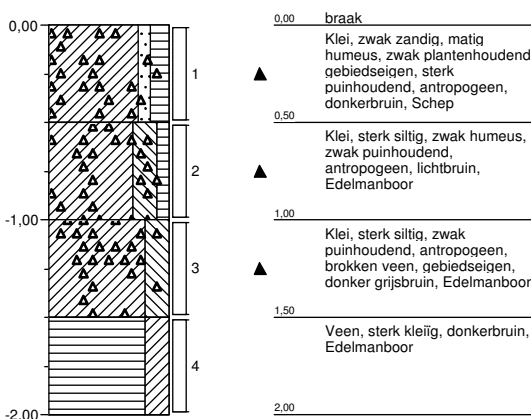 0,00
-1,00
-2,00
1
2
3
4
0,00 braak
Klei, zwak zandig, matig
humeus, zwak plantenhoudend
gebiedseigen, sterk
puinhoudend, antropogeen,
donkerbruin, Schep
0,50
Klei, sterk siltig, zwak humeus,
zwak puinhoudend,
antropogeen, lichtbruin,
Edelmanboor
1,00
Klei, sterk siltig, zwak
puinhoudend, antropogeen,
brokken veen, gebiedseigen,
donker grijsbruin, Edelmanboor
1,50
Veen, sterk kleiïg, donkerbruin,
Edelmanboor
2,00